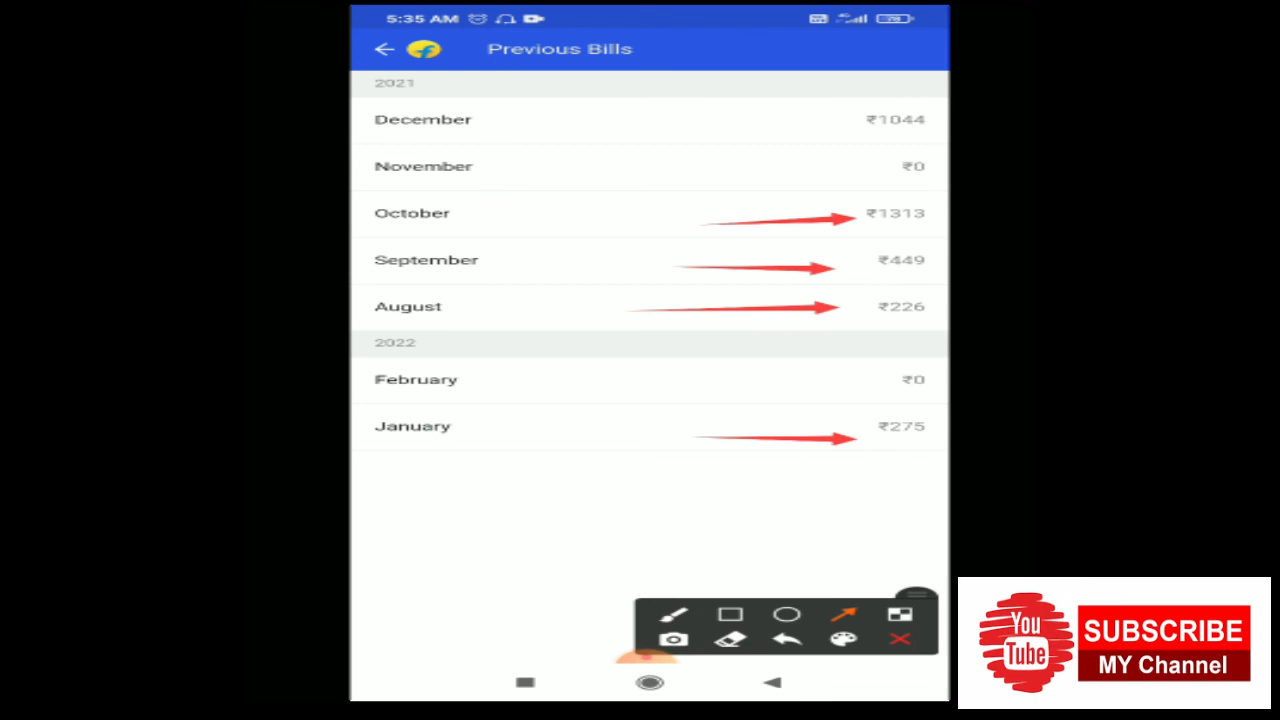 5:35 AM
Previous Bills
2021
December ₹1044
November ₹0
October ₹1313
September ₹449
August ₹226
2022
February ₹0
January ₹275
You
Tube
SUBSCRIBE
MY Channel